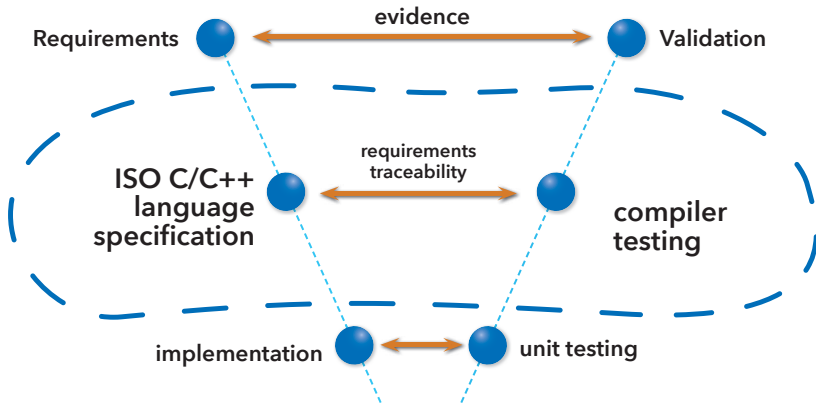 evidence
Requirements
Validation
requirements
traceability
ISO C/C++
language
specification
compiler
testing
implementation
unit testing